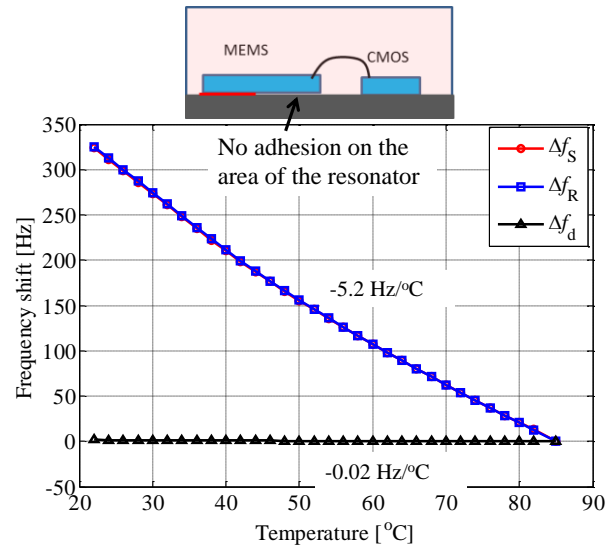 MEMS
CMOS
No adhesion on the
area of the resonator
Δf_S
Δf_R
Δf_d
350
300
250
200
150
100
50
0
-50
Frequency shift [Hz]
-5.2 Hz/°C
-0.02 Hz/°C
20 30 40 50 60 70 80 90
Temperature [°C]